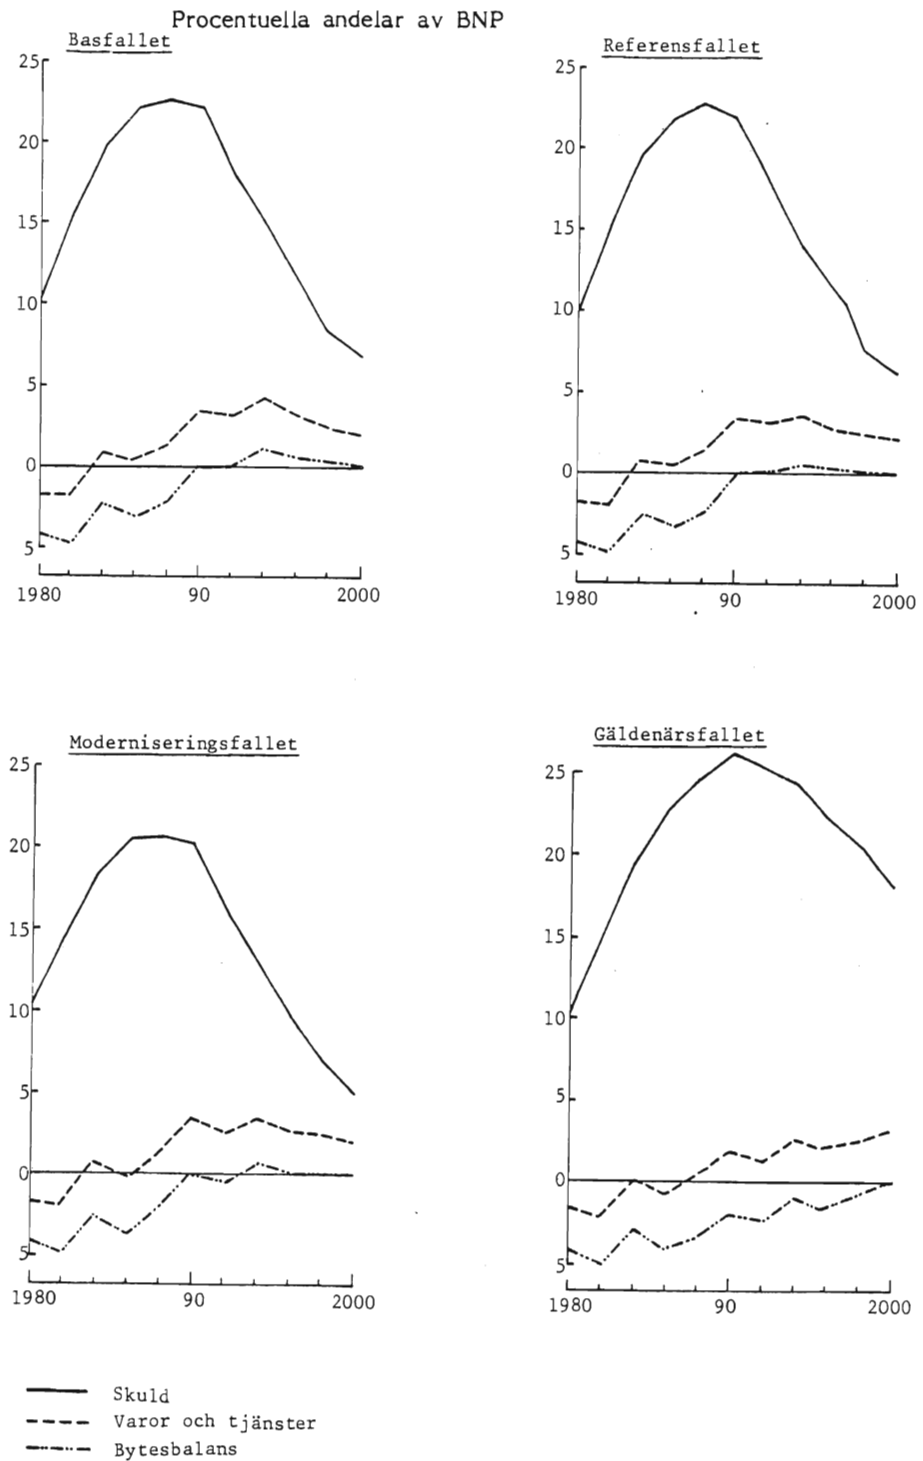 Procentuella andelar av BNP
Basfallet
25
20
15
10
5
0
5
1980 90 2000
Referensfallet
25
20
15
10
5
0
5
1980 90 2000
Moderniseringsfallet
25
20
15
10
5
0
5
1980 90 2000
Gäldenärsfallet
25
20
15
10
5
0
5
1980 90 2000
Skuld
Varor och tjänster
Bytesbalans